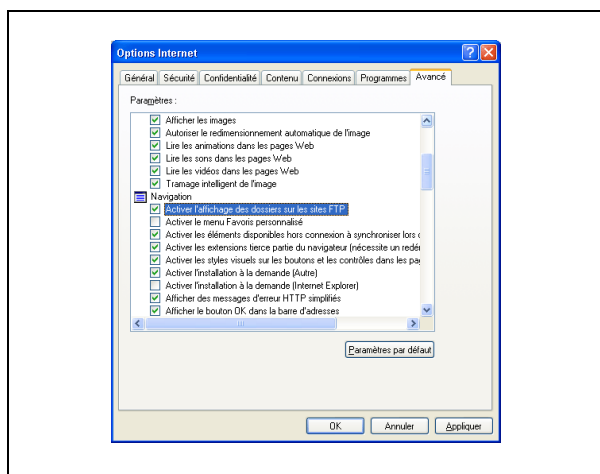 Options Internet
Général Sécurité Confidentialité Contenu Connexions Programmes Avancé
Paramètres :
Afficher les images
Autoriser le redimensionnement automatique de l'image
Lire les animations dans les pages Web
Lire les sons dans les pages Web
Lire les vidéos dans les pages Web
Tramage intelligent de l'image
Navigation
Activer l'affichage des dossiers sur les sites FTP
Activer le menu Favoris personnalisé
Activer les éléments disponibles hors connexion à synchroniser lors d
Activer les extensions tierce partie du navigateur (nécessite un redér
Activer les styles visuels sur les boutons et les contrôles dans les pag
Activer l'installation à la demande (Autre)
Activer l'installation à la demande (Internet Explorer)
Afficher des messages d'erreur HTTP simplifiés
Afficher le bouton OK dans la barre d'adresses
Paramètres par défaut
OK Annuler Appliquer